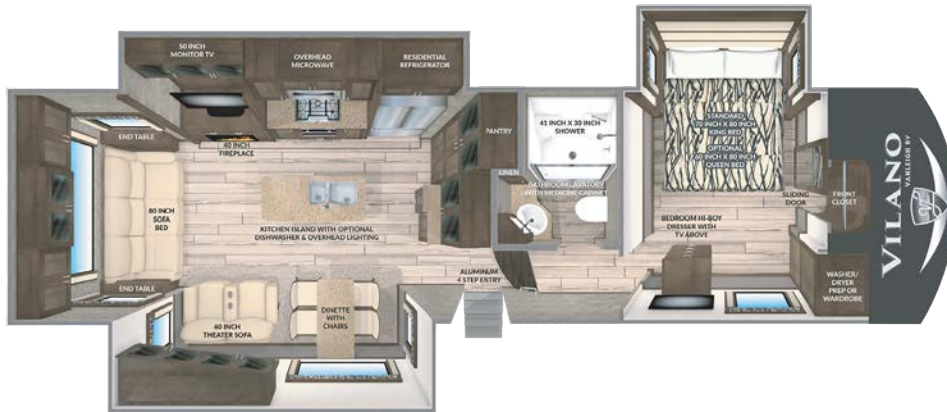 50 INCH
MONITOR TV
OVERHEAD
MICROWAVE
RESIDENTIAL
REFRIGERATOR
END TABLE
40 INCH
FIREPLACE
80 INCH
SOFA
BED
KITCHEN ISLAND WITH OPTIONAL
DISHWASHER & OVERHEAD LIGHTING
END TABLE
60 INCH
THEATER SOFA
DINETTE
WITH
CHAIRS
ALUMINUM
4 STEP ENTRY
PANTRY
LINEN
41 INCH X 30 INCH
SHOWER
BATHROOM LAVATORY
WITH MEDICINE CABINET
STANDARD
70 INCH X 80 INCH
KING BED
OPTIONAL
60 INCH X 80 INCH
QUEEN BED
SLIDING
DOOR
FRONT
CLOSET
BEDROOM HI-BOY
DRESSER WITH
TV ABOVE
WASHER/
DRYER
PREP OR
WARDROBE
VILANO
VANLEIGH RV